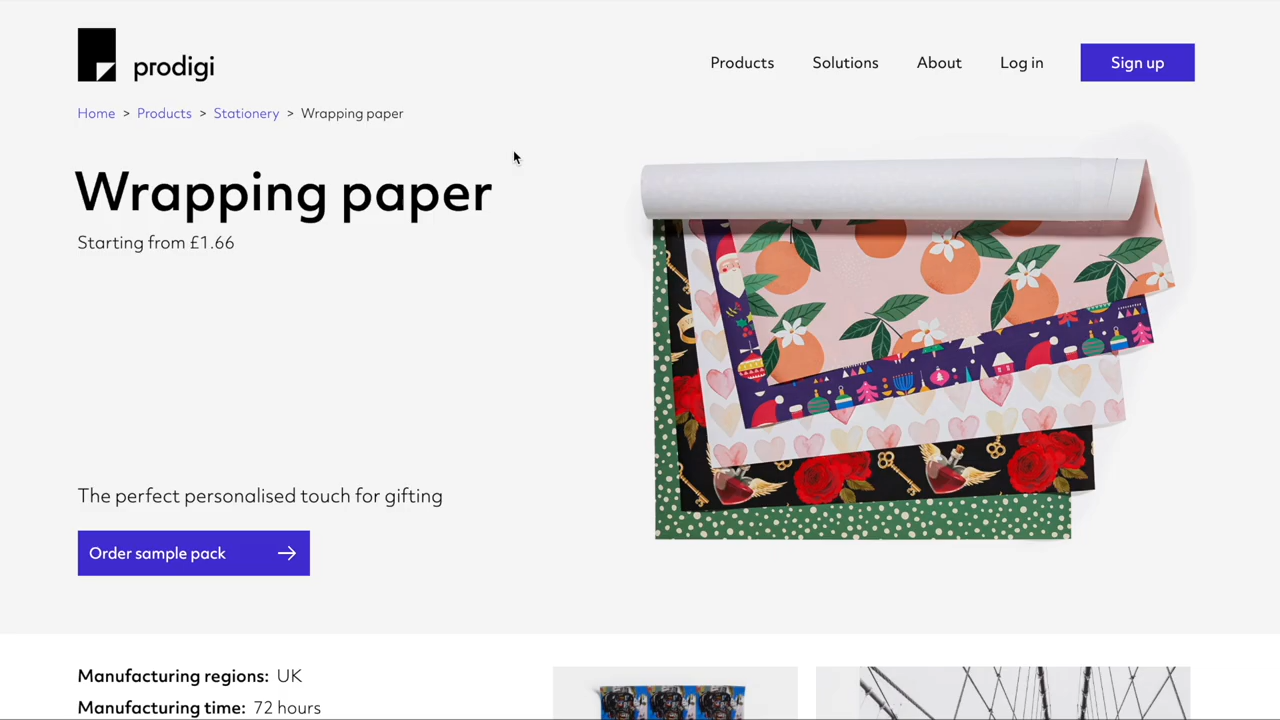 prodigi
Products
Solutions
About
Log in
Sign up
Home > Products > Stationery > Wrapping paper
Wrapping paper
Starting from £1.66
The perfect personalised touch for gifting
Order sample pack
Manufacturing regions: UK
Manufacturing time: 72 hours